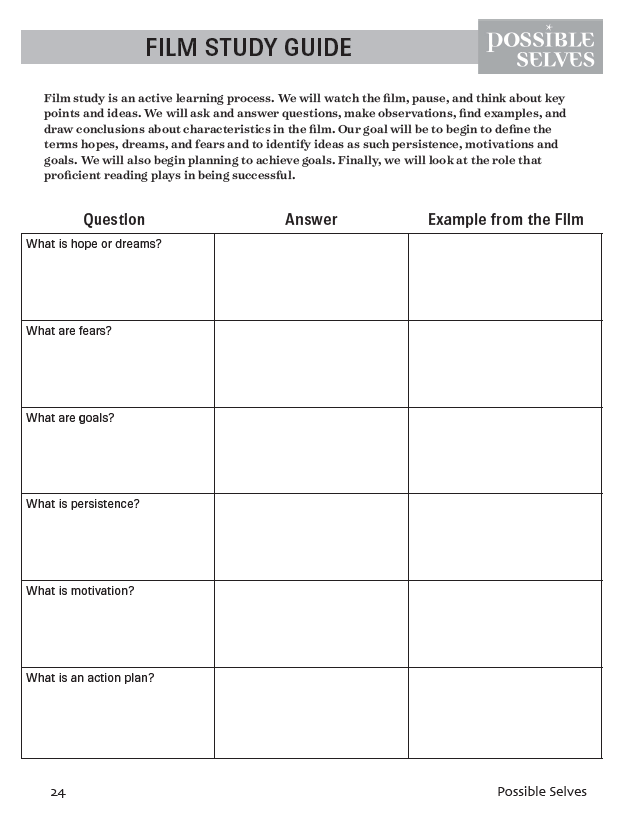 FILM STUDY GUIDE
POSSIBLE
SELVES
Film study is an active learning process. We will watch the film, pause, and think about key
points and ideas. We will ask and answer questions, make observations, find examples, and
draw conclusions about characteristics in the film. Our goal will be to begin to define the
terms hopes, dreams, and fears and to identify ideas as such persistence, motivations and
goals. We will also begin planning to achieve goals. Finally, we will look at the role that
proficient reading plays in being successful.
Question Answer Example from the Film
What is hope or dreams?
What are fears?
What are goals?
What is persistence?
What is motivation?
What is an action plan?
24 Possible Selves